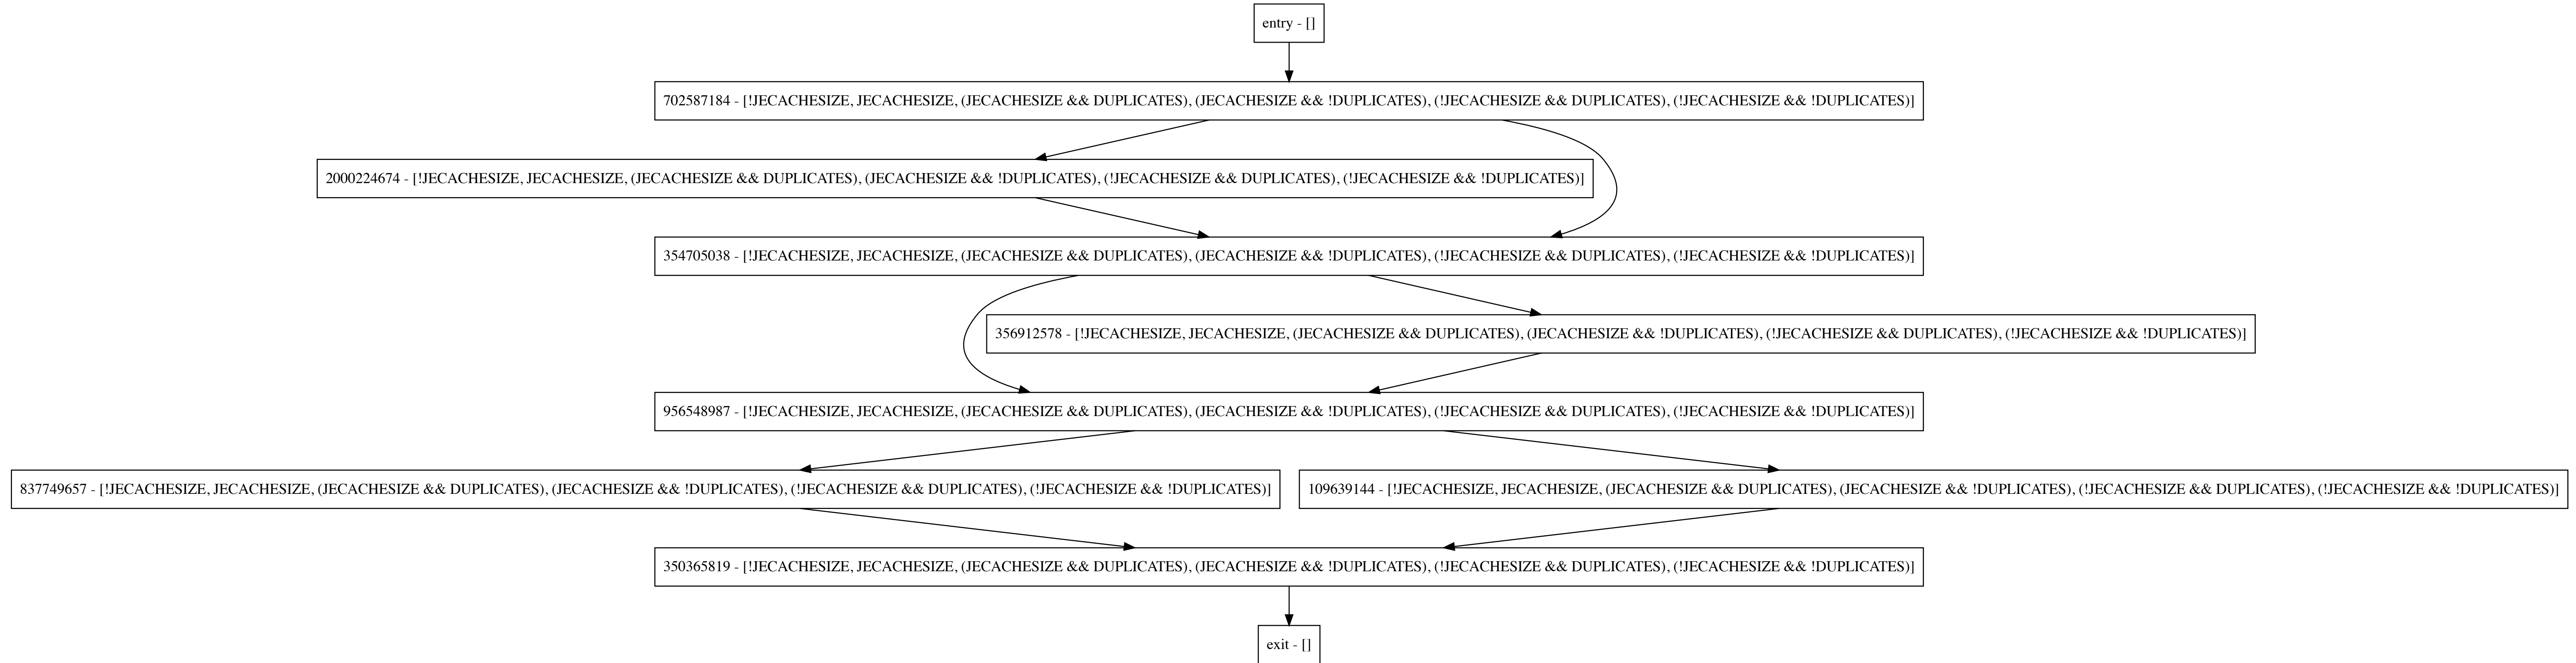 entry - []
702587184 - [!JECACHESIZE, JECACHESIZE, (JECACHESIZE && DUPLICATES), (JECACHESIZE && !DUPLICATES), (!JECACHESIZE && DUPLICATES), (!JECACHESIZE && !DUPLICATES)]
2000224674 - [!JECACHESIZE, JECACHESIZE, (JECACHESIZE && DUPLICATES), (JECACHESIZE && !DUPLICATES), (!JECACHESIZE && DUPLICATES), (!JECACHESIZE && !DUPLICATES)]
354705038 - [!JECACHESIZE, JECACHESIZE, (JECACHESIZE && DUPLICATES), (JECACHESIZE && !DUPLICATES), (!JECACHESIZE && DUPLICATES), (!JECACHESIZE && !DUPLICATES)]
356912578 - [!JECACHESIZE, JECACHESIZE, (JECACHESIZE && DUPLICATES), (JECACHESIZE && !DUPLICATES), (!JECACHESIZE && DUPLICATES), (!JECACHESIZE && !DUPLICATES)]
956548987 - [!JECACHESIZE, JECACHESIZE, (JECACHESIZE && DUPLICATES), (JECACHESIZE && !DUPLICATES), (!JECACHESIZE && DUPLICATES), (!JECACHESIZE && !DUPLICATES)]
837749657 - [!JECACHESIZE, JECACHESIZE, (JECACHESIZE && DUPLICATES), (JECACHESIZE && !DUPLICATES), (!JECACHESIZE && DUPLICATES), (!JECACHESIZE && !DUPLICATES)]
109639144 - [!JECACHESIZE, JECACHESIZE, (JECACHESIZE && DUPLICATES), (JECACHESIZE && !DUPLICATES), (!JECACHESIZE && DUPLICATES), (!JECACHESIZE && !DUPLICATES)]
350365819 - [!JECACHESIZE, JECACHESIZE, (JECACHESIZE && DUPLICATES), (JECACHESIZE && !DUPLICATES), (!JECACHESIZE && DUPLICATES), (!JECACHESIZE && !DUPLICATES)]
exit - []